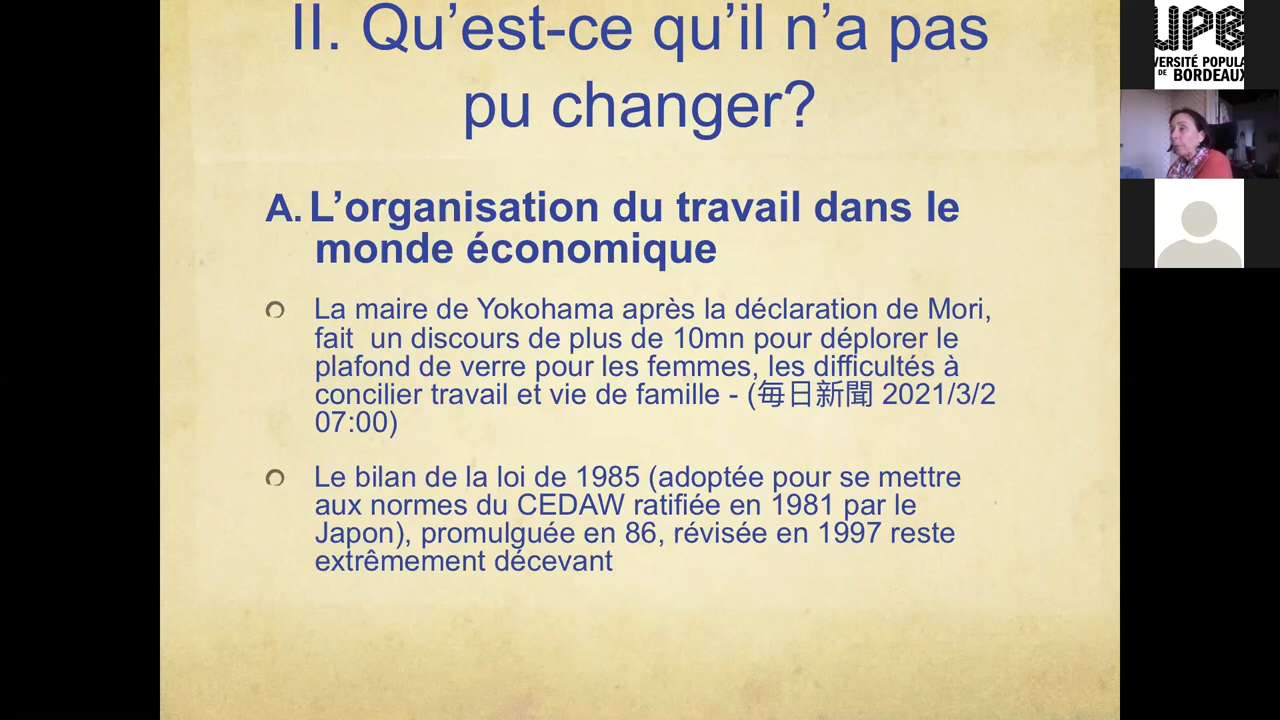 II. Qu’est-ce qu’il n’a pas
pu changer?
A. L’organisation du travail dans le
monde économique
La maire de Yokohama après la déclaration de Mori,
fait un discours de plus de 10mn pour déplorer le
plafond de verre pour les femmes, les difficultés à
concilier travail et vie de famille - (毎日新聞 2021/3/2
07:00)
Le bilan de la loi de 1985 (adoptée pour se mettre
aux normes du CEDAW ratifiée en 1981 par le
Japon), promulguée en 86, révisée en 1997 reste
extrêmement décevant
UPB
VERSITÉ POPULA
DE BORDEAUX